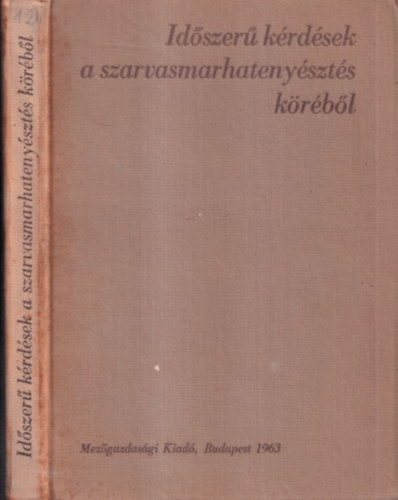 Időszerű kérdések
a szarvasmarhatenyésztés
köréből
Mezőgazdasági Kiadó, Budapest 1963
Időszerű kérdések a szarvasmarhatenyésztés köréből